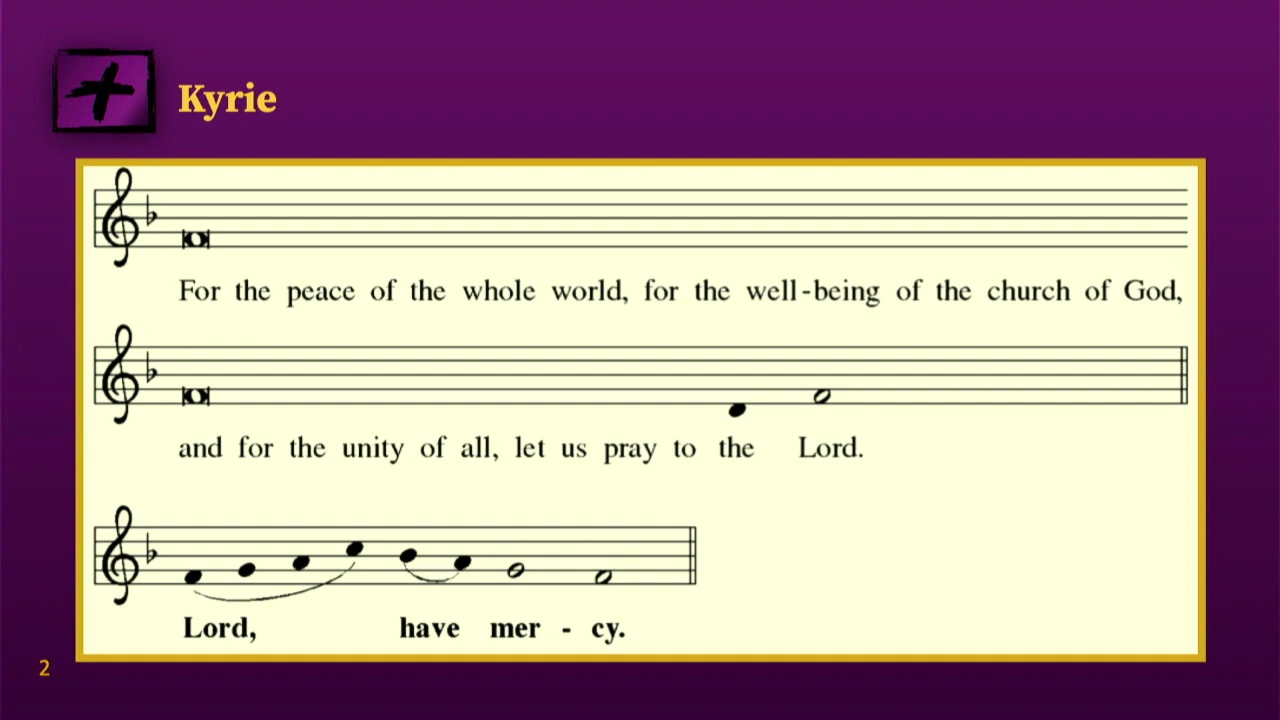 Kyrie
For the peace of the whole world, for the well-being of the church of God,
and for the unity of all, let us pray to the Lord.
Lord, have mer - cy.
2